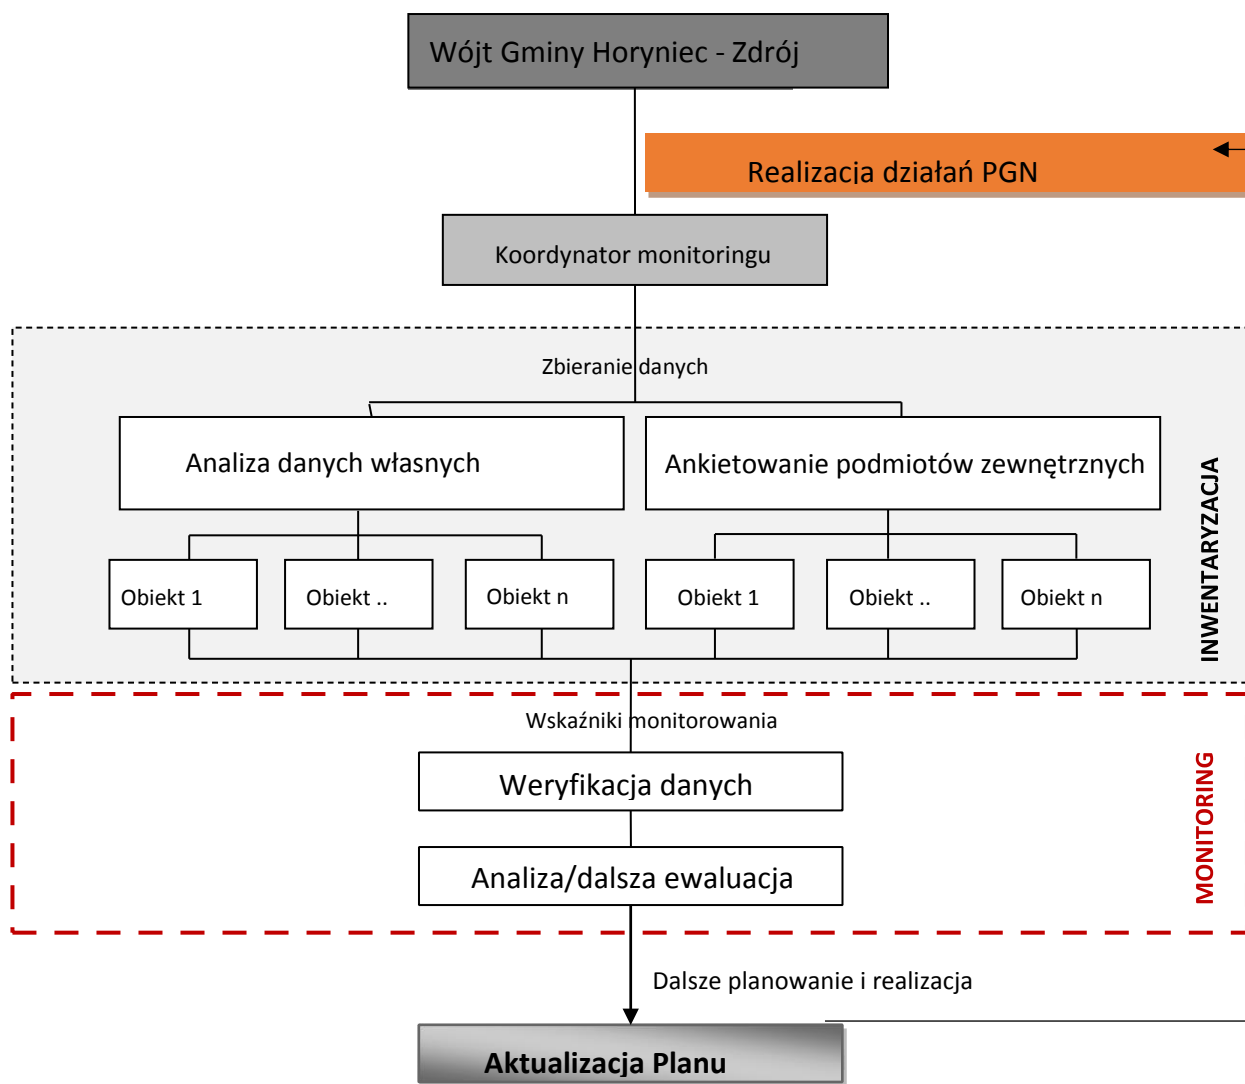 Wójt Gminy Horyniec - Zdrój
Realizacja działań PGN
Koordynator monitoringu
Zbieranie danych
Analiza danych własnych
Ankietowanie podmiotów zewnętrznych
INWENTARYZACJA
Obiekt 1
Obiekt ..
Obiekt n
Obiekt 1
Obiekt ..
Obiekt n
Wskaźniki monitorowania
Weryfikacja danych
MONITORING
Analiza/dalsza ewaluacja
Dalsze planowanie i realizacja
Aktualizacja Planu